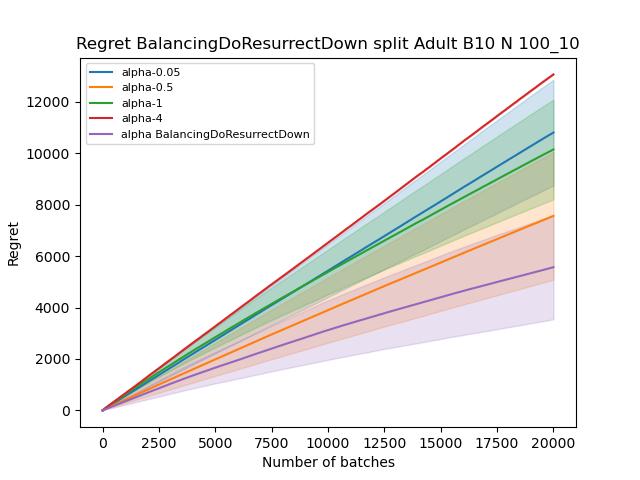 Regret BalancingDoResurrectDown split Adult B10 N 100_10
alpha-0.05
alpha-0.5
alpha-1
alpha-4
alpha BalancingDoResurrectDown
12000
10000
8000
6000
4000
2000
0
Regret
0 2500 5000 7500 10000 12500 15000 17500 20000
Number of batches